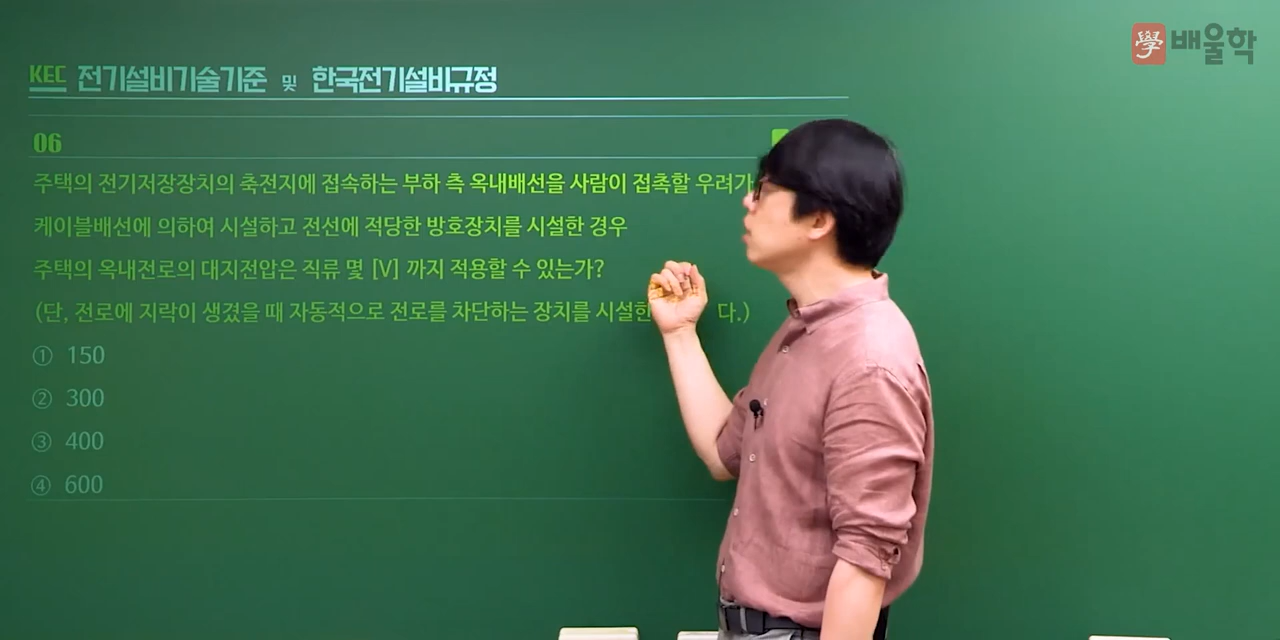 學 배울학
KEC 전기설비기술기준 및 한국전기설비규정
06
주택의 전기저장장치의 축전지에 접속하는 부하 측 옥내배선을 사람이 접촉할 우려가
케이블배선에 의하여 시설하고 전선에 적당한 방호장치를 시설한 경우
주택의 옥내전로의 대지전압은 직류 몇 [V] 까지 적용할 수 있는가?
(단, 전로에 지락이 생겼을 때 자동적으로 전로를 차단하는 장치를 시설한 다.)
① 150
② 300
③ 400
④ 600